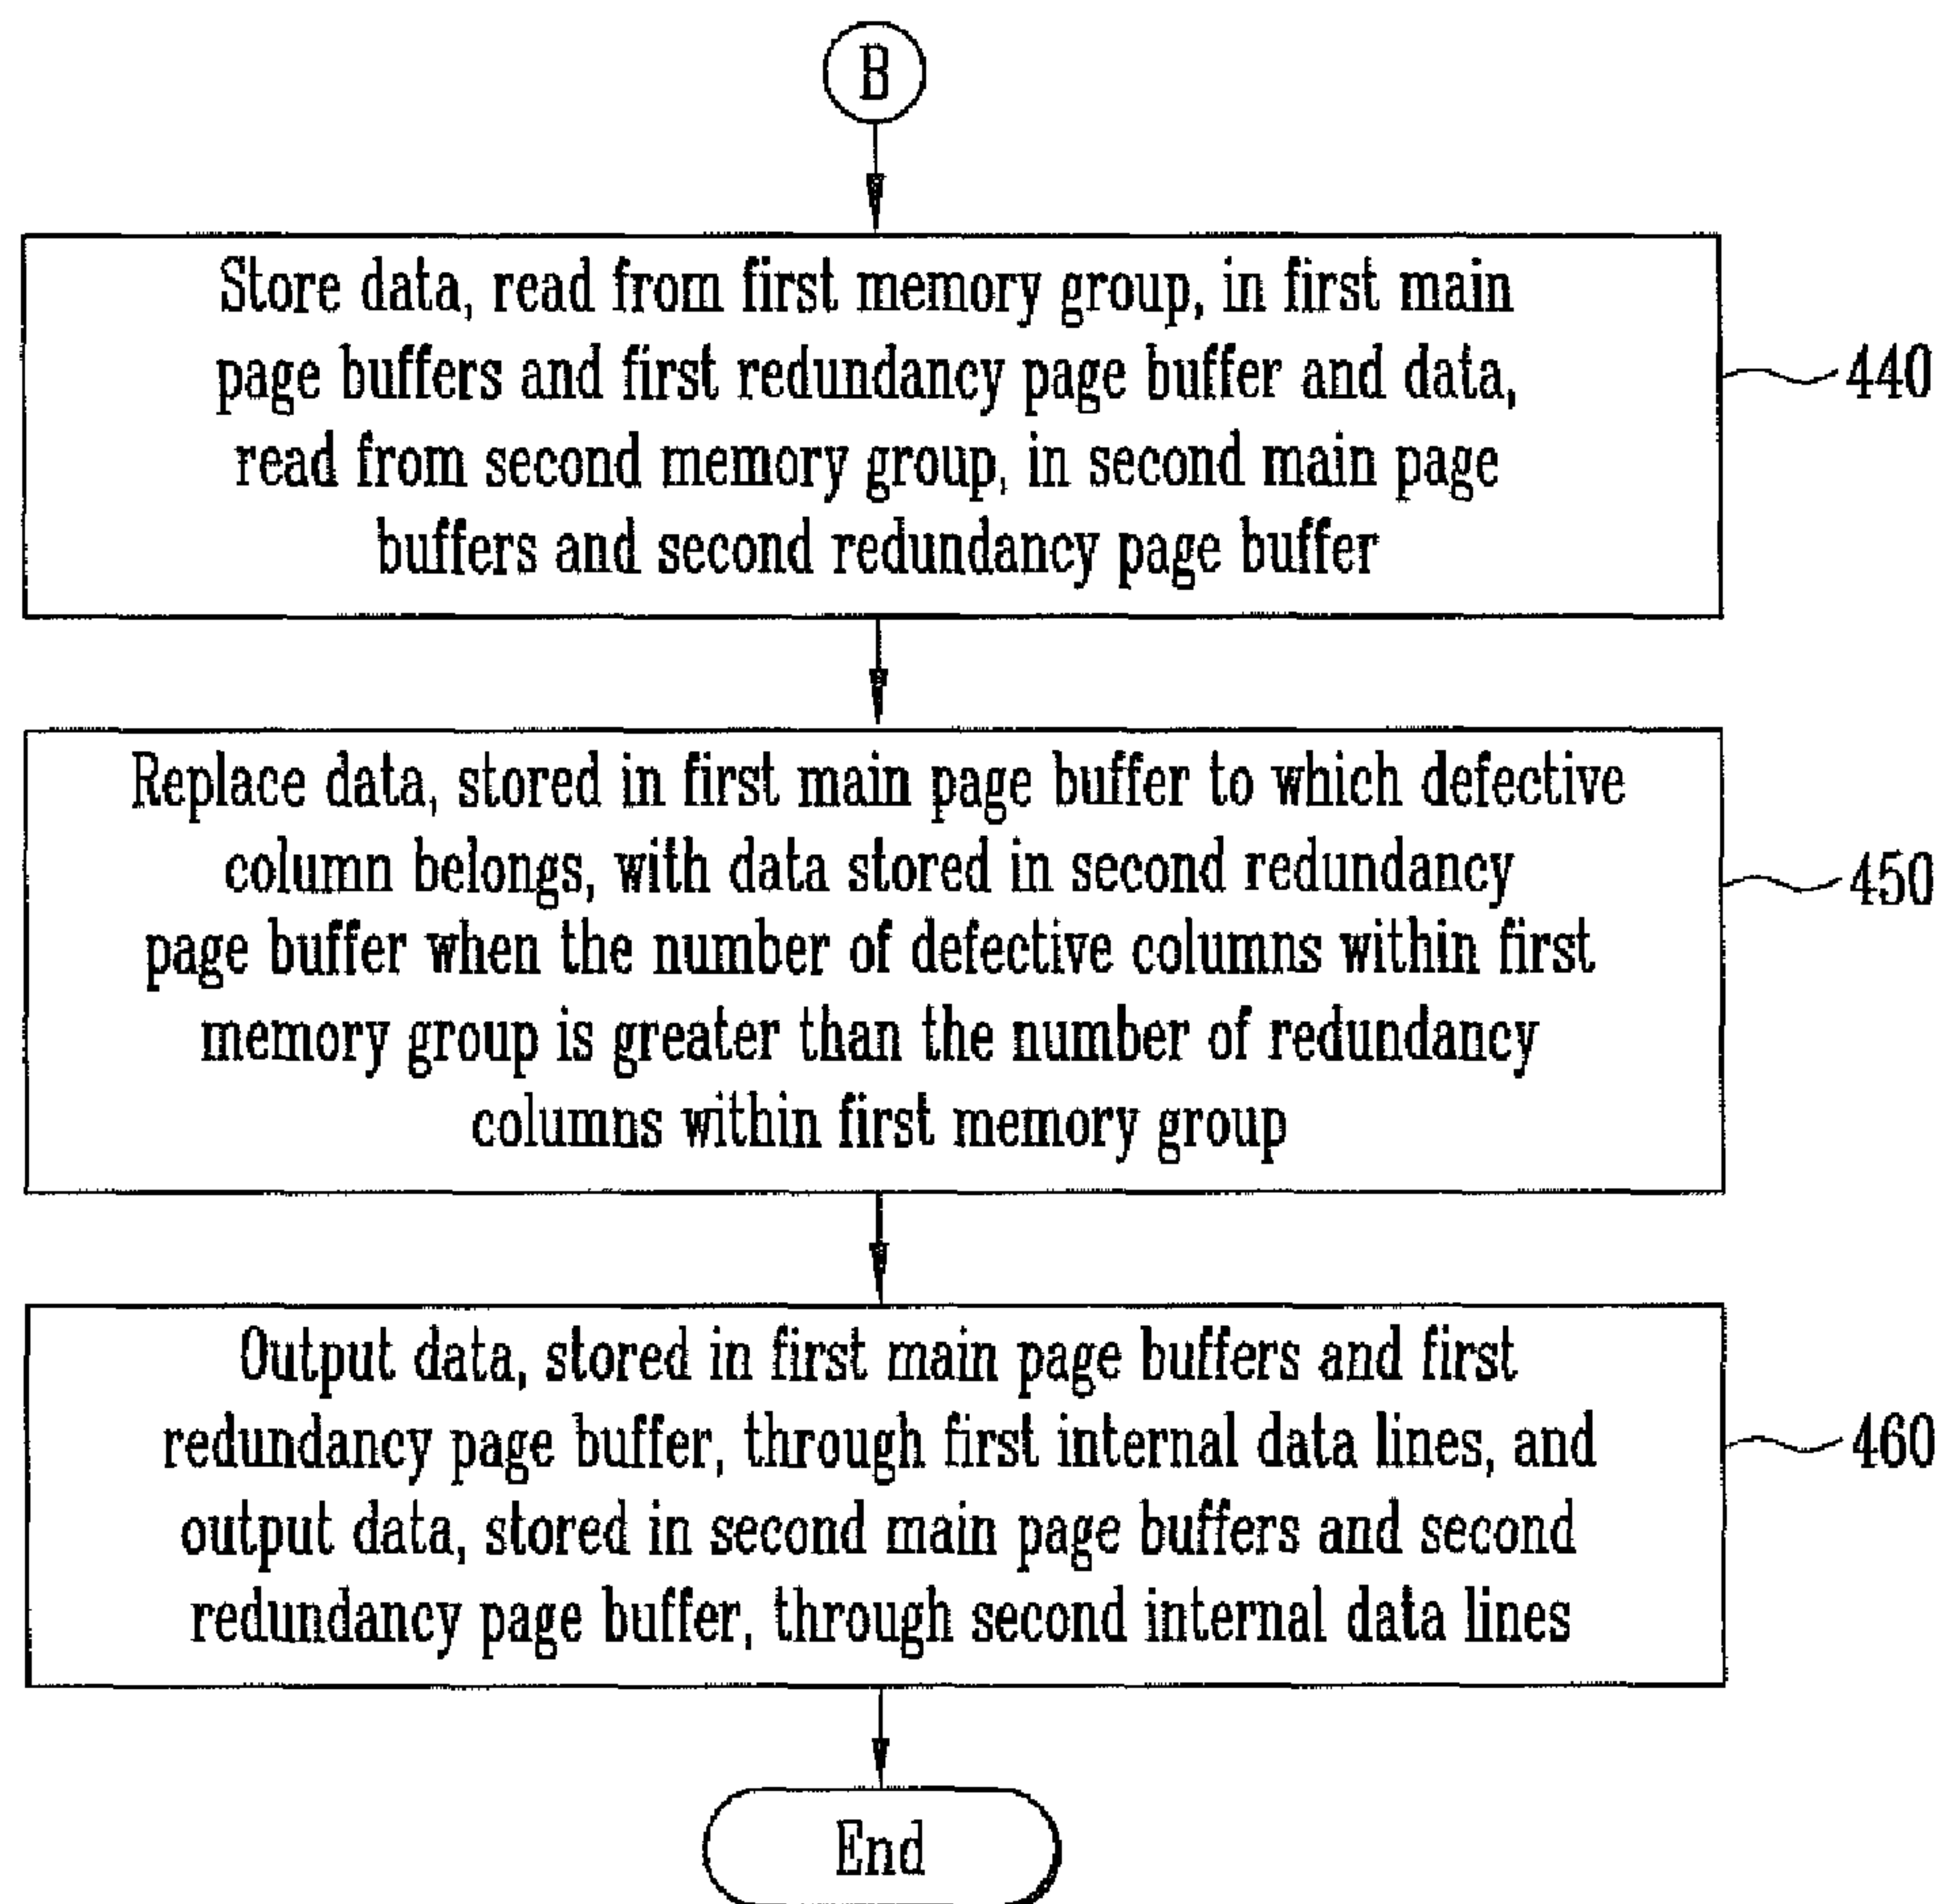 B
Store data, read from first memory group, in first main
page buffers and first redundancy page buffer and data,
read from second memory group, in second main page
buffers and second redundancy page buffer
440
Replace data, stored in first main page buffer to which defective
column belongs, with data stored in second redundancy
page buffer when the number of defective columns within first
memory group is greater than the number of redundancy
columns within first memory group
450
Output data, stored in first main page buffers and first
redundancy page buffer, through first internal data lines, and
output data, stored in second main page buffers and second
redundancy page buffer, through second internal data lines
460
End